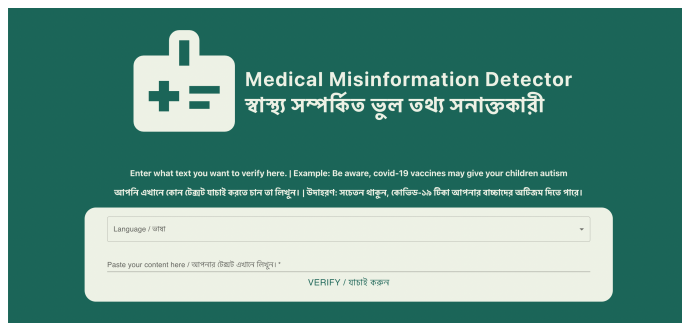 Medical Misinformation Detector
স্বাস্থ্য সম্পর্কিত ভুল তথ্য সনাক্তকারী
Enter what text you want to verify here. | Example: Be aware, covid-19 vaccines may give your children autism
আপনি এখানে কোন টেক্সট যাচাই করতে চান তা লিখুন। | উদাহরণ: সচেতন থাকুন, কোভিড-১৯ টিকা আপনার বাচ্চাদের অটিজম দিতে পারে।
Language / ভাষা
Paste your content here / আপনার টেক্সট এখানে লিখুন। *
VERIFY / যাচাই করুন